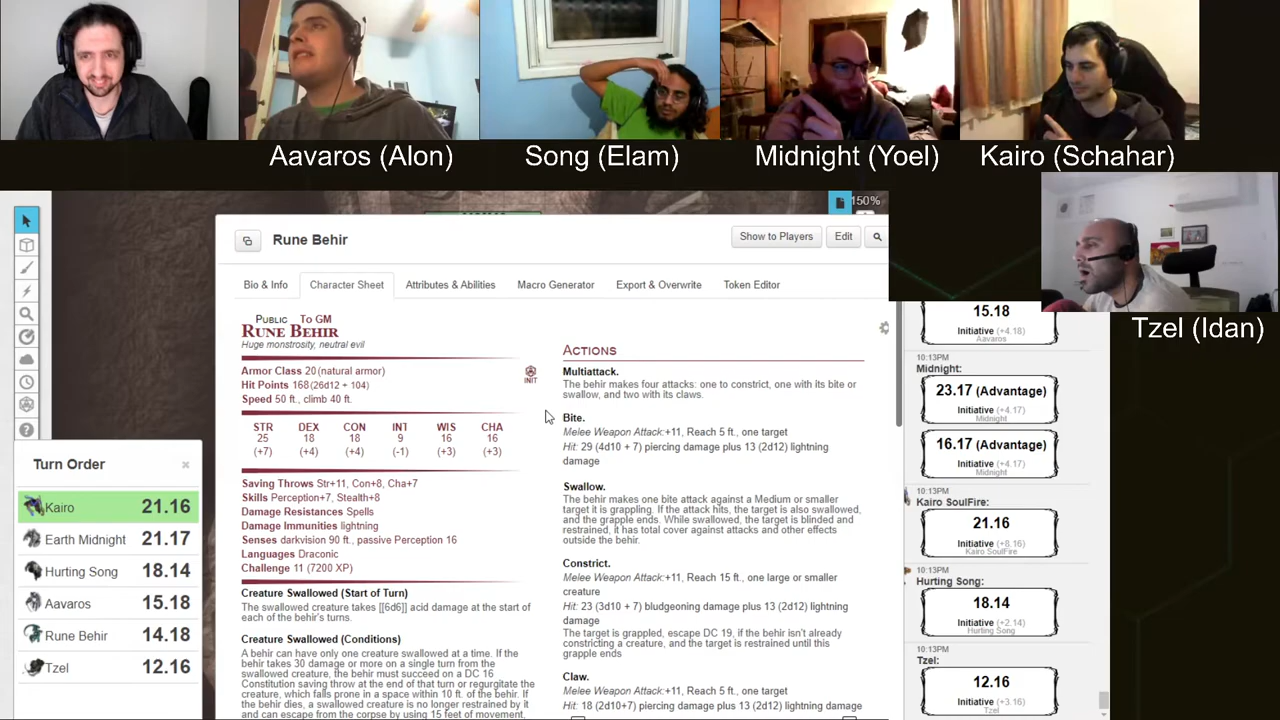 Aavaros (Alon)
Song (Elam)
Midnight (Yoel)
Kairo (Schahar)
Tzel (Idan)
150%
Rune Behir
Show to Players
Edit
Bio & Info
Character Sheet
Attributes & Abilities
Macro Generator
Export & Overwrite
Token Editor
Public To GM
Rune Behir
Huge monstrosity, neutral evil
Armor Class 20 (natural armor)
Hit Points 168 (26d12 + 104)
Speed 50 ft., climb 40 ft.
INIT
STR DEX CON INT WIS CHA
25 18 18 9 16 16
(+7) (+4) (+4) (-1) (+3) (+3)
Saving Throws Str+11, Con+8, Cha+7
Skills Perception+7, Stealth+8
Damage Resistances Spells
Damage Immunities lightning
Senses darkvision 90 ft., passive Perception 16
Languages Draconic
Challenge 11 (7200 XP)
Creature Swallowed (Start of Turn)
The swallowed creature takes [[6d6]] acid damage at the start
of each of the behir's turns.
Creature Swallowed (Conditions)
A behir can have only one creature swallowed at a time. If the
behir takes 30 damage or more on a single turn from the
swallowed creature, the behir must succeed on a DC 16
Constitution saving throw at the end of that turn or regurgitate the
creature, which falls prone in a space within 10 ft. of the behir. If
the behir dies, a swallowed creature is no longer restrained by it
and can escape from the corpse by using 15 feet of movement,
Actions
Multiattack.
The behir makes four attacks: one to constrict, one with its bite or
swallow, and two with its claws.
Bite.
Melee Weapon Attack:+11, Reach 5 ft., one target
Hit: 29 (4d10 + 7) piercing damage plus 13 (2d12) lightning
damage
Swallow.
The behir makes one bite attack against a Medium or smaller
target it is grappling. If the attack hits, the target is also swallowed,
and the grapple ends. While swallowed, the target is blinded and
restrained, it has total cover against attacks and other effects
outside the behir.
Constrict.
Melee Weapon Attack:+11, Reach 15 ft., one large or smaller
creature
Hit: 23 (3d10 + 7) bludgeoning damage plus 13 (2d12) lightning
damage
The target is grappled, escape DC 19, if the behir isn't already
constricting a creature, and the target is restrained until this
grapple ends
Claw.
Melee Weapon Attack:+11, Reach 5 ft., one target
Hit: 18 (2d10+7) piercing damage plus 13 (2d12) lightning damage
Turn Order
Kairo 21.16
Earth Midnight 21.17
Hurting Song 18.14
Aavaros 15.18
Rune Behir 14.18
Tzel 12.16
15.18
Initiative (+4.18)
Aavaros
10:13PM
Midnight:
23.17 (Advantage)
Initiative (+4.17)
Midnight
16.17 (Advantage)
Initiative (+4.17)
Midnight
10:13PM
Kairo SoulFire:
21.16
Initiative (+8.16)
Kairo SoulFire
10:13PM
Hurting Song:
18.14
Initiative (+2.14)
Hurting Song
10:13PM
Tzel:
12.16
Initiative (+3.16)
Tzel